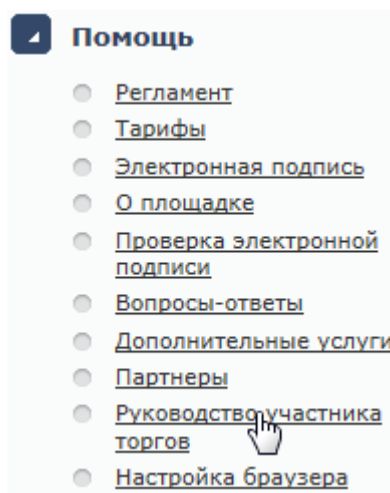 Помощь
Регламент
Тарифы
Электронная подпись
О площадке
Проверка электронной
подписи
Вопросы-ответы
Дополнительные услуги
Партнеры
Руководство участника
торгов
Настройка браузера